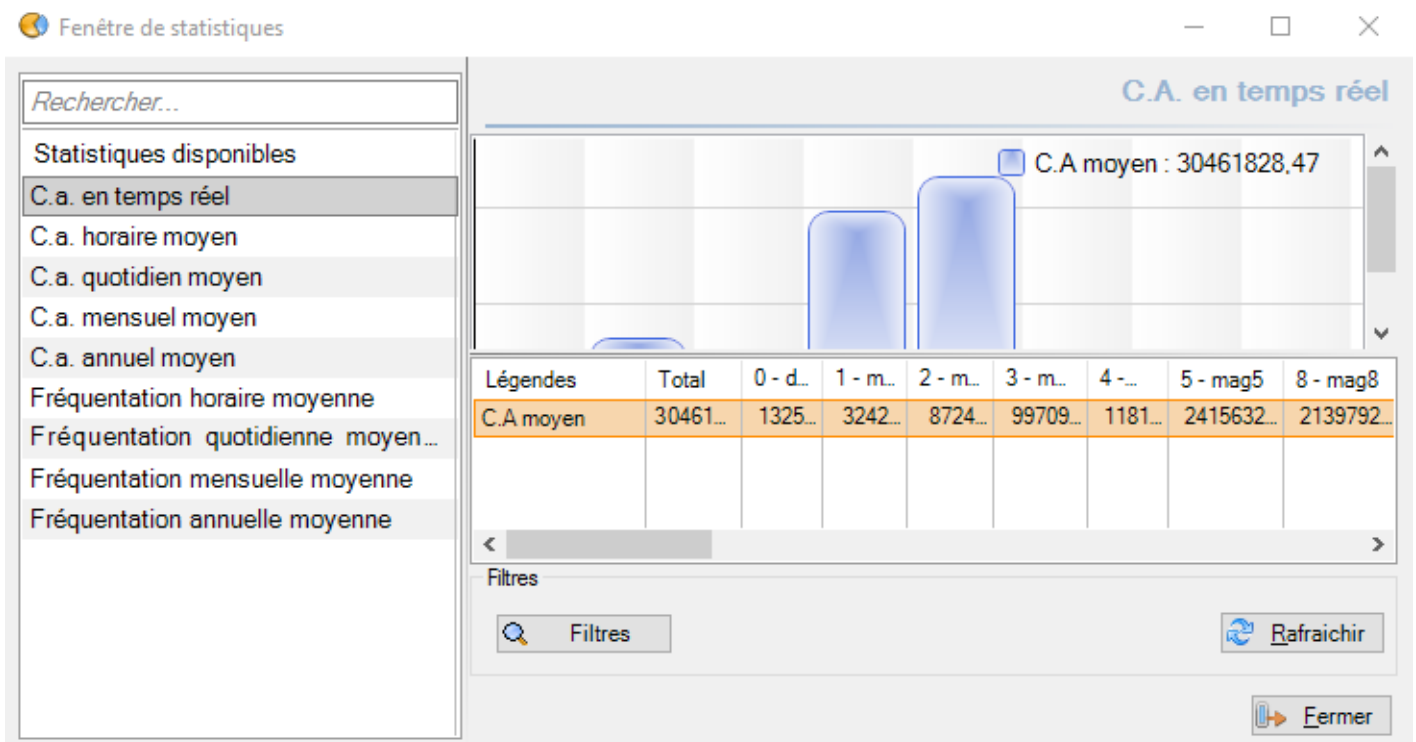 Fenêtre de statistiques
Rechercher...
Statistiques disponibles
C.a. en temps réel
C.a. horaire moyen
C.a. quotidien moyen
C.a. mensuel moyen
C.a. annuel moyen
Fréquentation horaire moyenne
Fréquentation quotidienne moyen...
Fréquentation mensuelle moyenne
Fréquentation annuelle moyenne
C.A. en temps réel
C.A moyen : 30461828,47
Légendes Total 0 - d... 1 - m... 2 - m... 3 - m... 4 -... 5 - mag5 8 - mag8
C.A moyen 30461... 1325... 3242... 8724... 99709... 1181... 2415632... 2139792...
Filtres
Filtres Rafraichir
Fermer